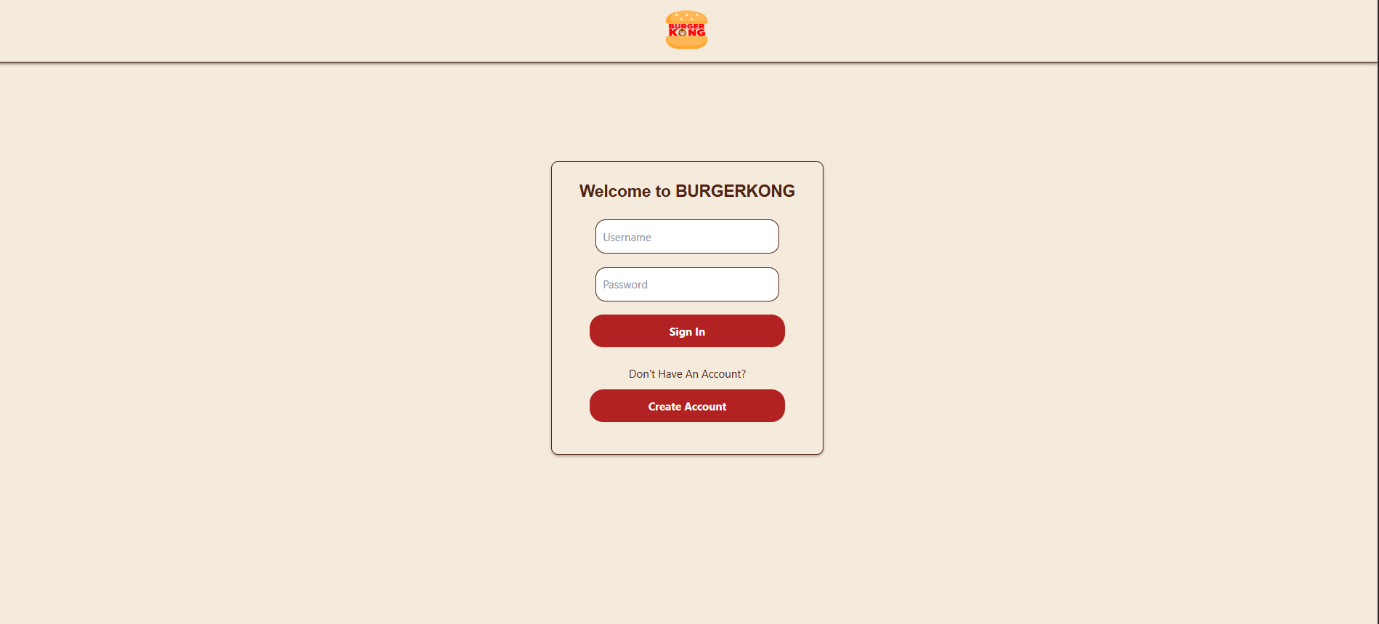 BURGER
KONG
Welcome to BURGERKONG
Username
Password
Sign In
Don't Have An Account?
Create Account